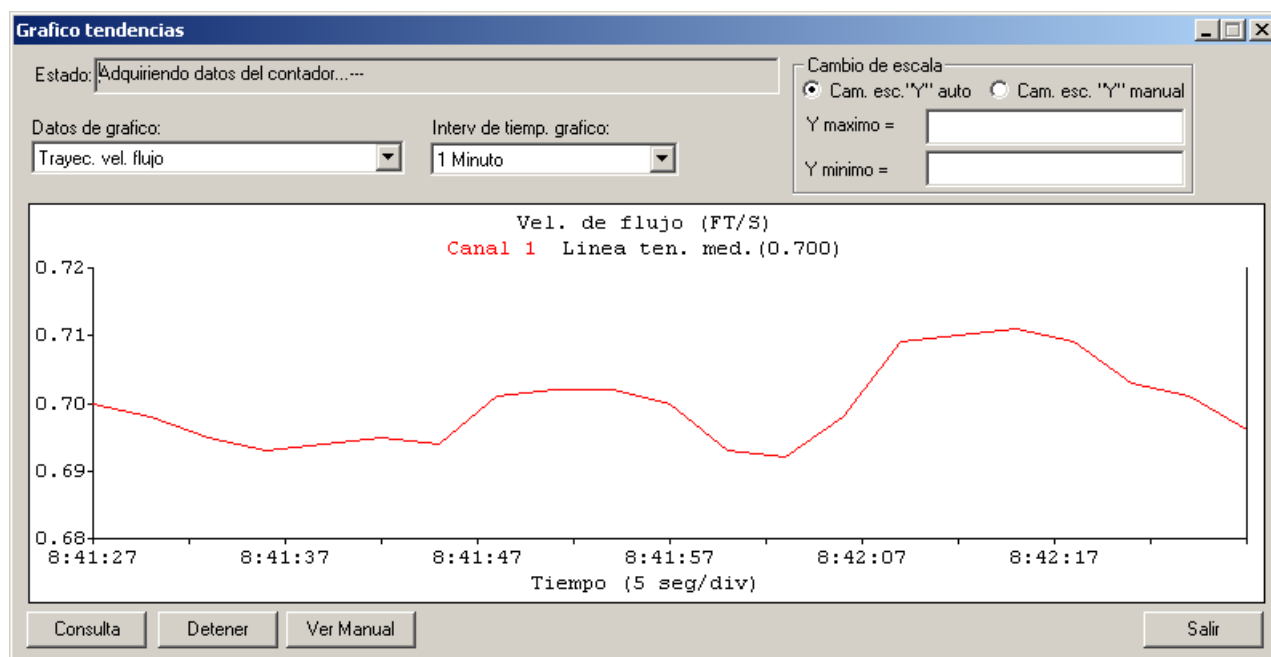 Grafico tendencias
Estado: Adquiriendo datos del contador...---
Cambio de escala
Cam. esc."Y" auto
Cam. esc. "Y" manual
Datos de grafico:
Interv de tiemp. grafico:
Y maximo =
Trayec. vel. flujo
1 Minuto
Y minimo =
Vel. de flujo (FT/S)
Canal 1 Linea ten. med.(0.700)
0.72
0.71
0.70
0.69
0.68
8:41:27 8:41:37 8:41:47 8:41:57 8:42:07 8:42:17
Tiempo (5 seg/div)
Consulta Detener Ver Manual Salir